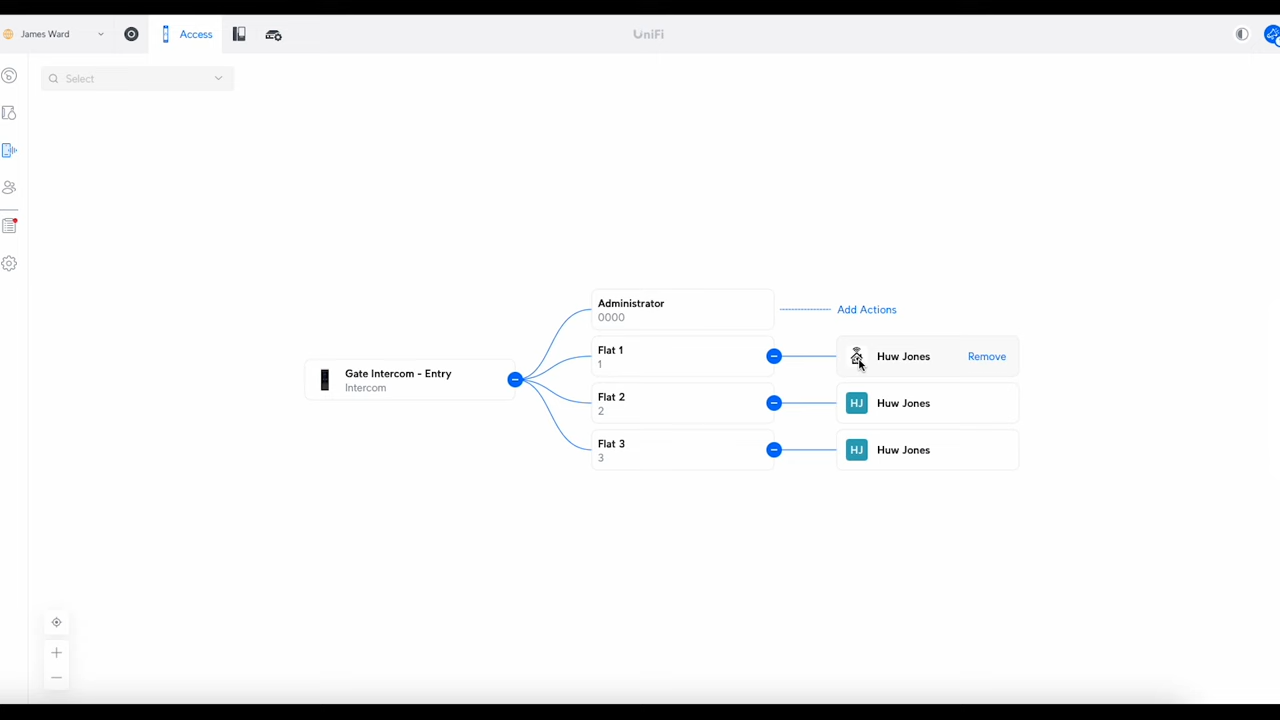 James Ward
Access
UniFi
Select
Administrator
0000
Add Actions
Flat 1
1
Huw Jones
Remove
Gate Intercom - Entry
Intercom
Flat 2
2
HJ
Huw Jones
Flat 3
3
HJ
Huw Jones